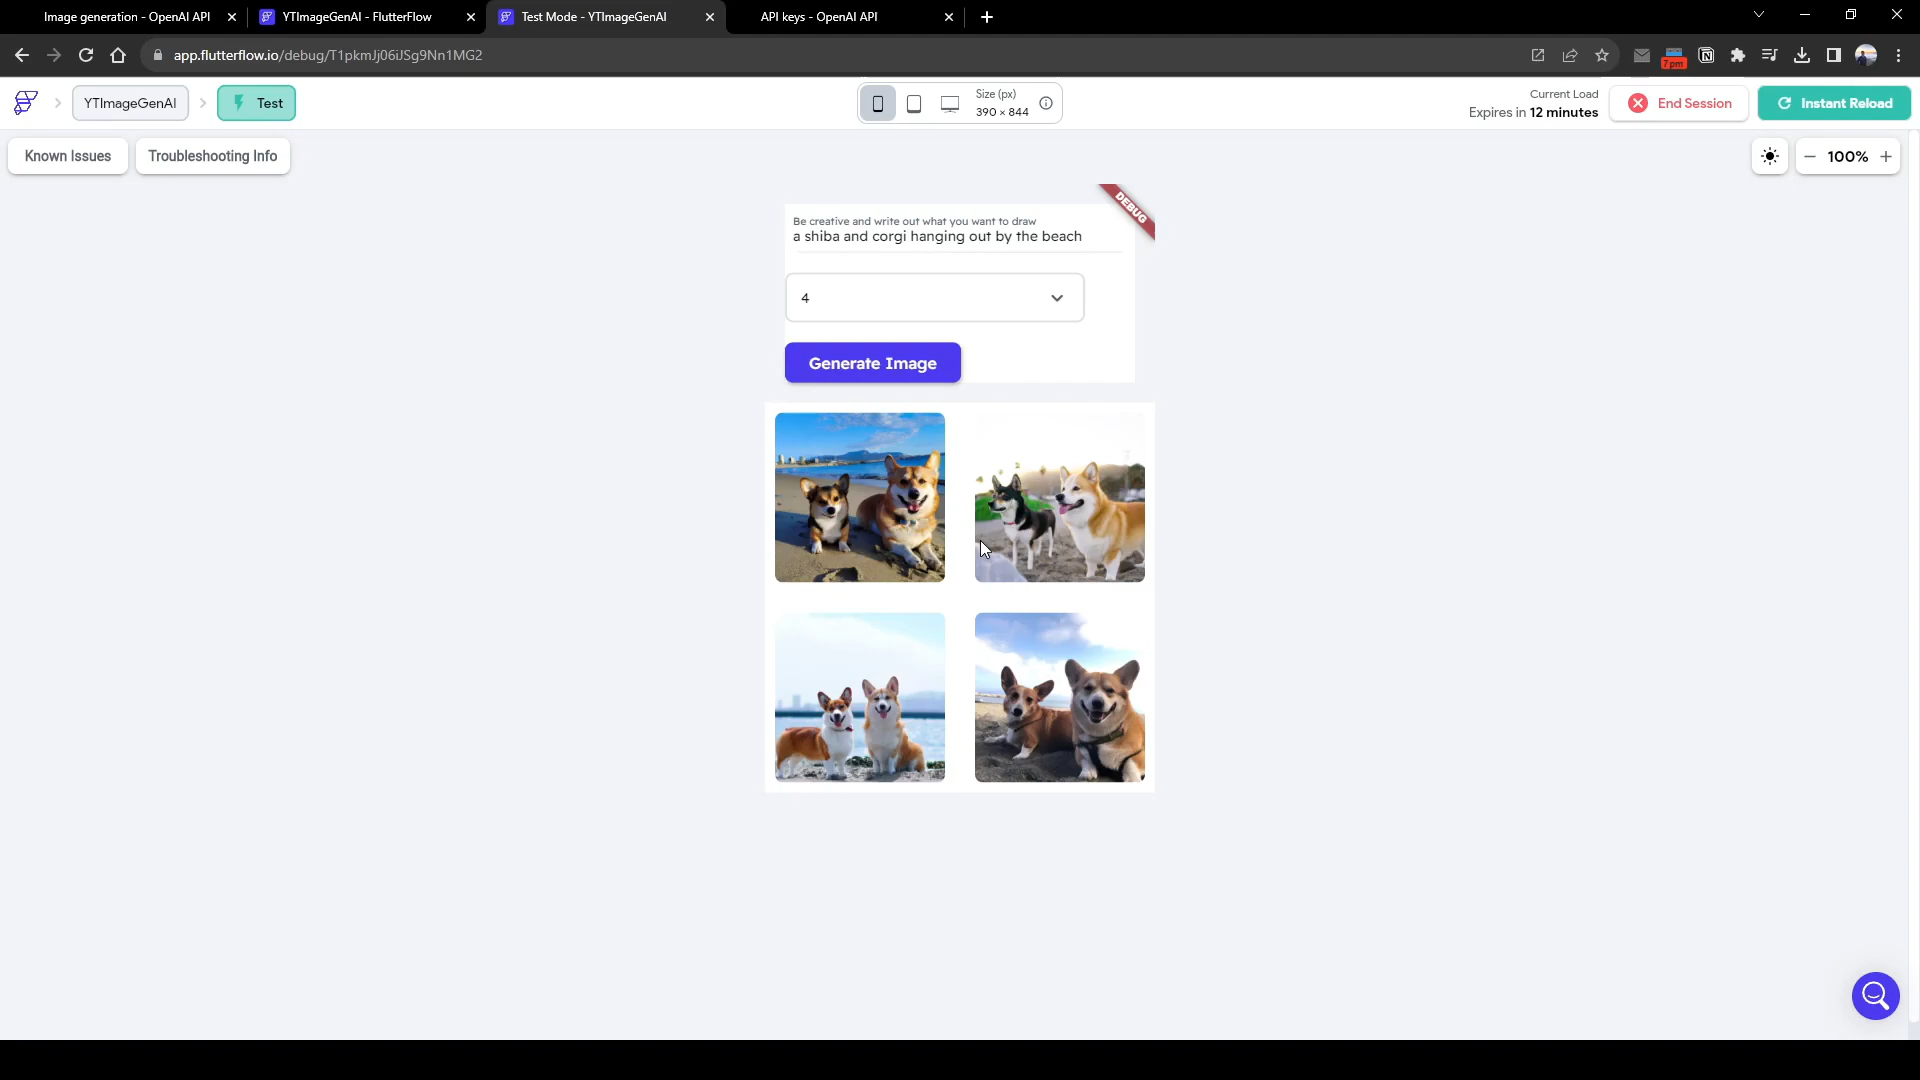 Image generation - OpenAI API
YTImageGenAI - FlutterFlow
Test Mode - YTImageGenAI
API keys - OpenAI API
app.flutterflow.io/debug/T1pkmJj06iJSg9Nn1MG2
7pm
YTImageGenAI
Test
Size (px)
390 × 844
Current Load
Expires in 12 minutes
End Session
Instant Reload
Known Issues
Troubleshooting Info
100%
DEBUG
Be creative and write out what you want to draw
a shiba and corgi hanging out by the beach
4
Generate Image